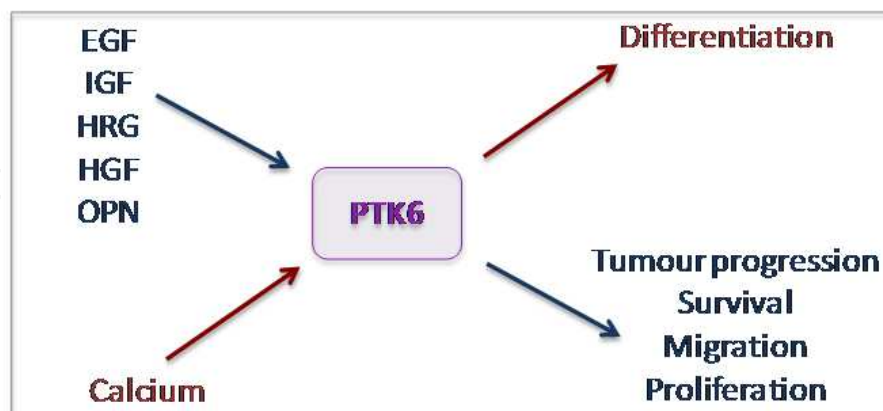 EGF
IGF
HRG
HGF
OPN
Calcium
PTK6
Differentiation
Tumour progression
Survival
Migration
Proliferation